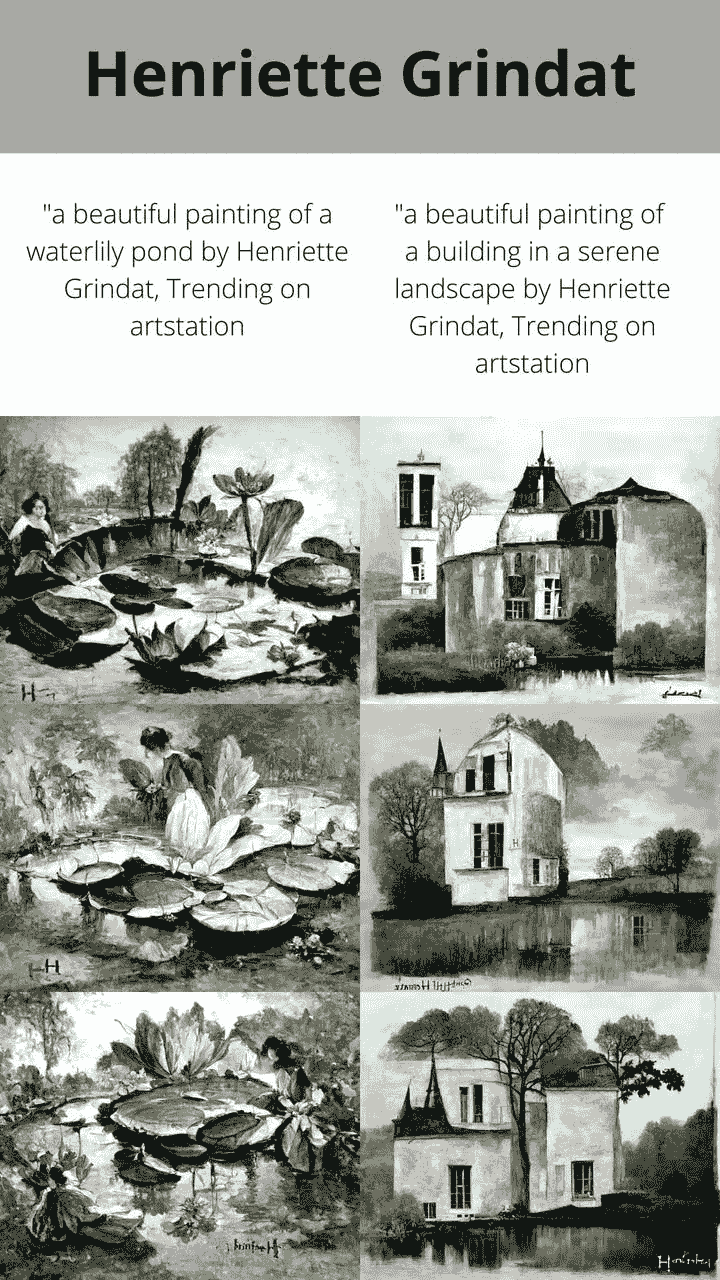 Henriette Grindat
"a beautiful painting of a
waterlily pond by Henriette
Grindat, Trending on
artstation
"a beautiful painting of
a building in a serene
landscape by Henriette
Grindat, Trending on
artstation
H
H
H